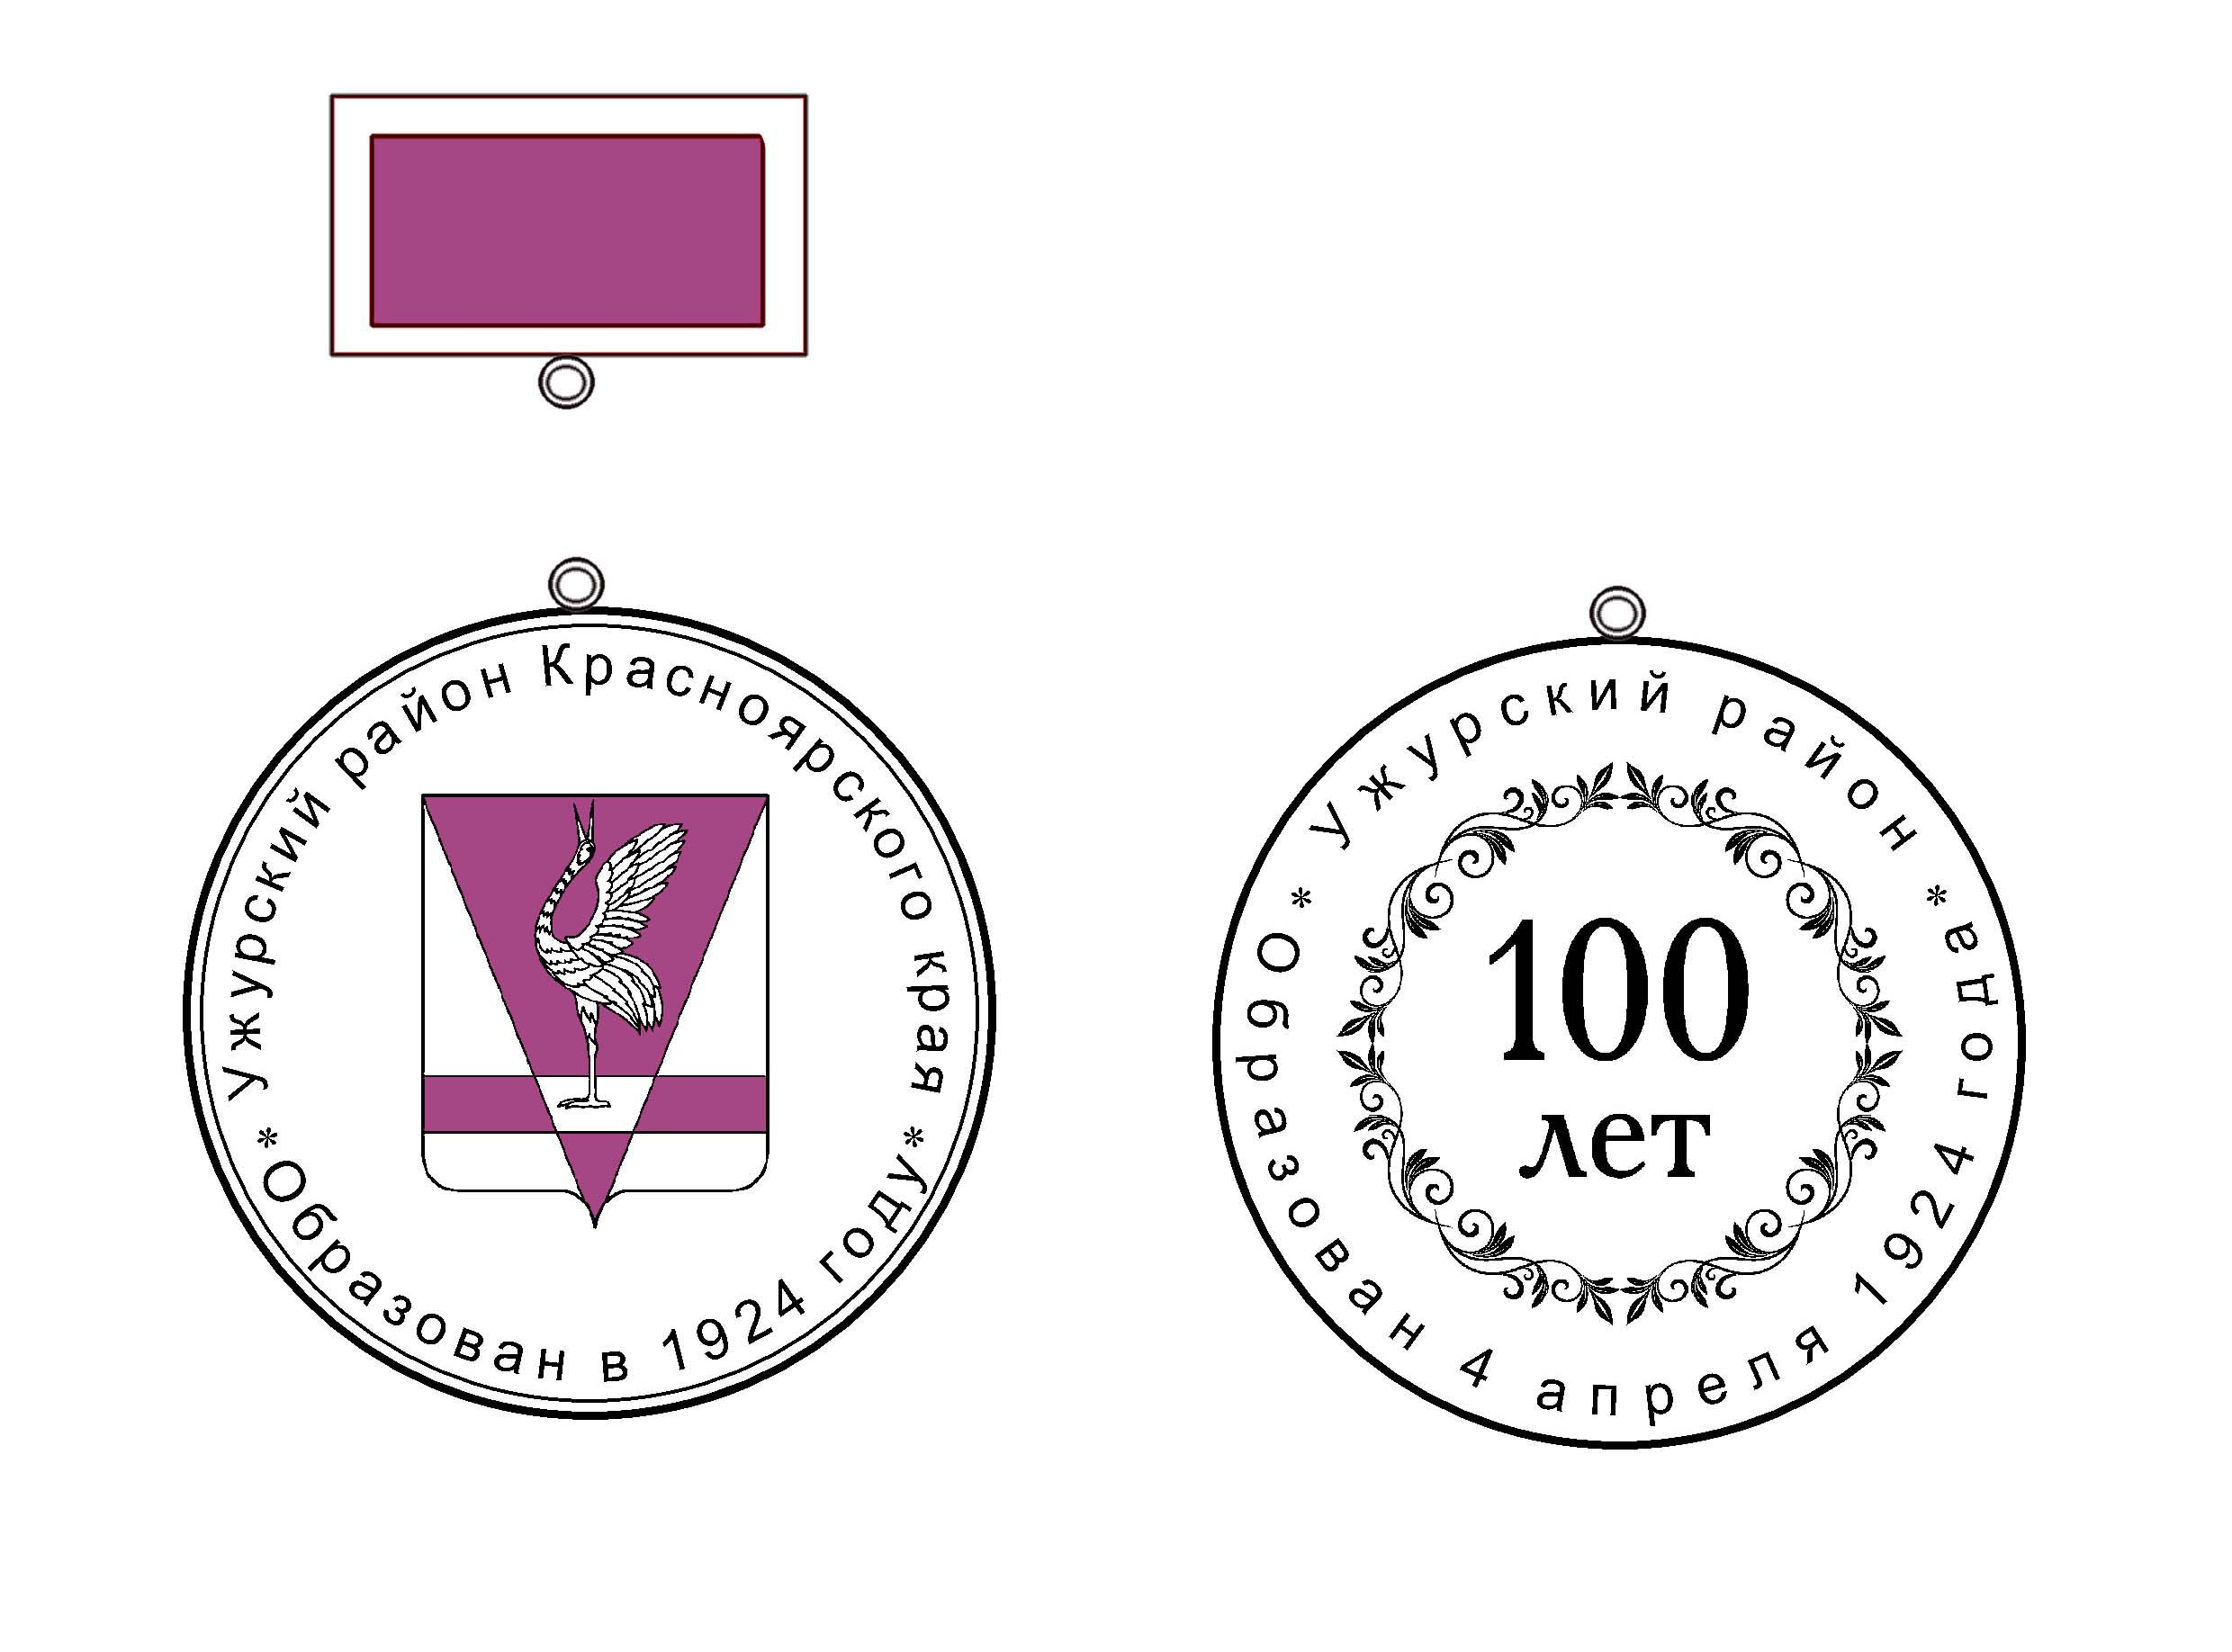 Ужурский район Красноярского края
*Образован в 1924 году*
Ужурский район
100
лет
*Образован 4 апреля 1924 года*